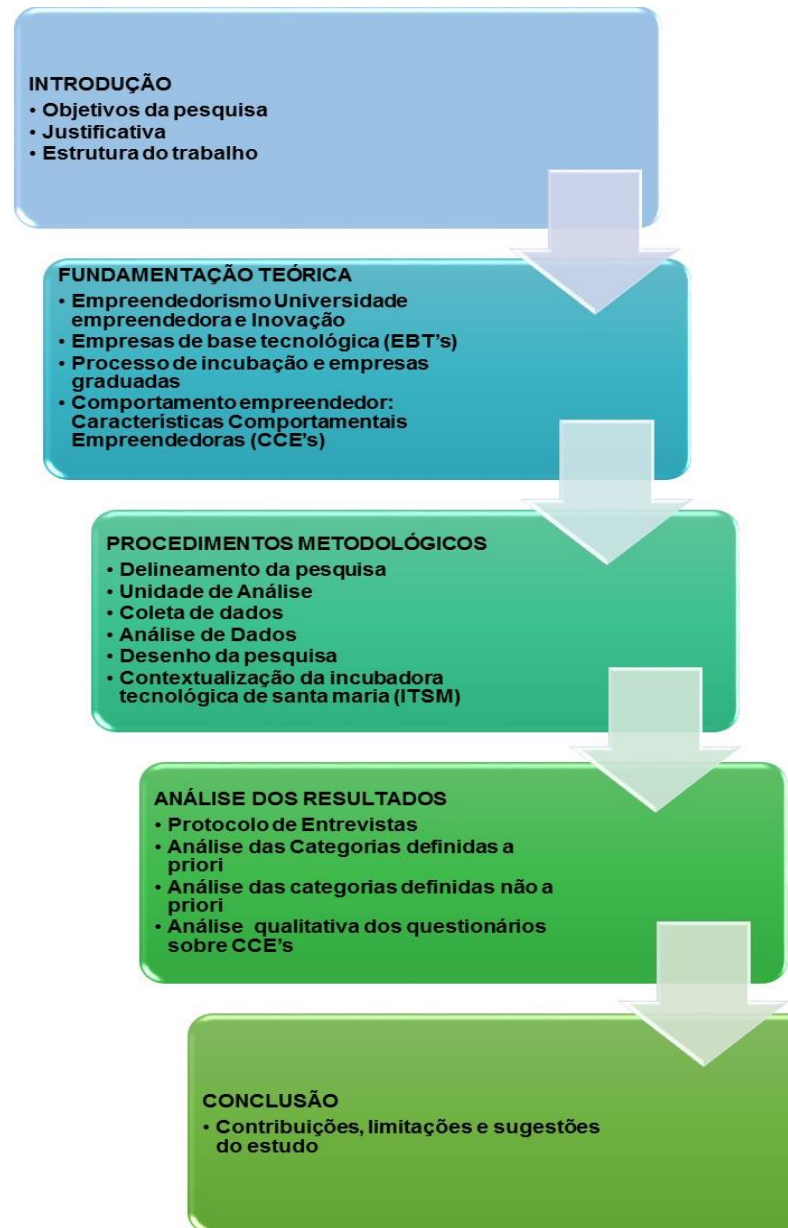 INTRODUÇÃO
• Objetivos da pesquisa
• Justificativa
• Estrutura do trabalho
FUNDAMENTAÇÃO TEÓRICA
• Empreendedorismo Universidade
empreendedora e Inovação
• Empresas de base tecnológica (EBT's)
• Processo de incubação e empresas
graduadas
• Comportamento empreendedor:
Características Comportamentais
Empreendedoras (CCE's)
PROCEDIMENTOS METODOLÓGICOS
• Delineamento da pesquisa
• Unidade de Análise
• Coleta de dados
• Análise de Dados
• Desenho da pesquisa
• Contextualização da incubadora
tecnológica de santa maria (ITSM)
ANÁLISE DOS RESULTADOS
• Protocolo de Entrevistas
• Análise das Categorias definidas a
priori
• Análise das categorias definidas não a
priori
• Análise qualitativa dos questionários
sobre CCE's
CONCLUSÃO
• Contribuições, limitações e sugestões
do estudo